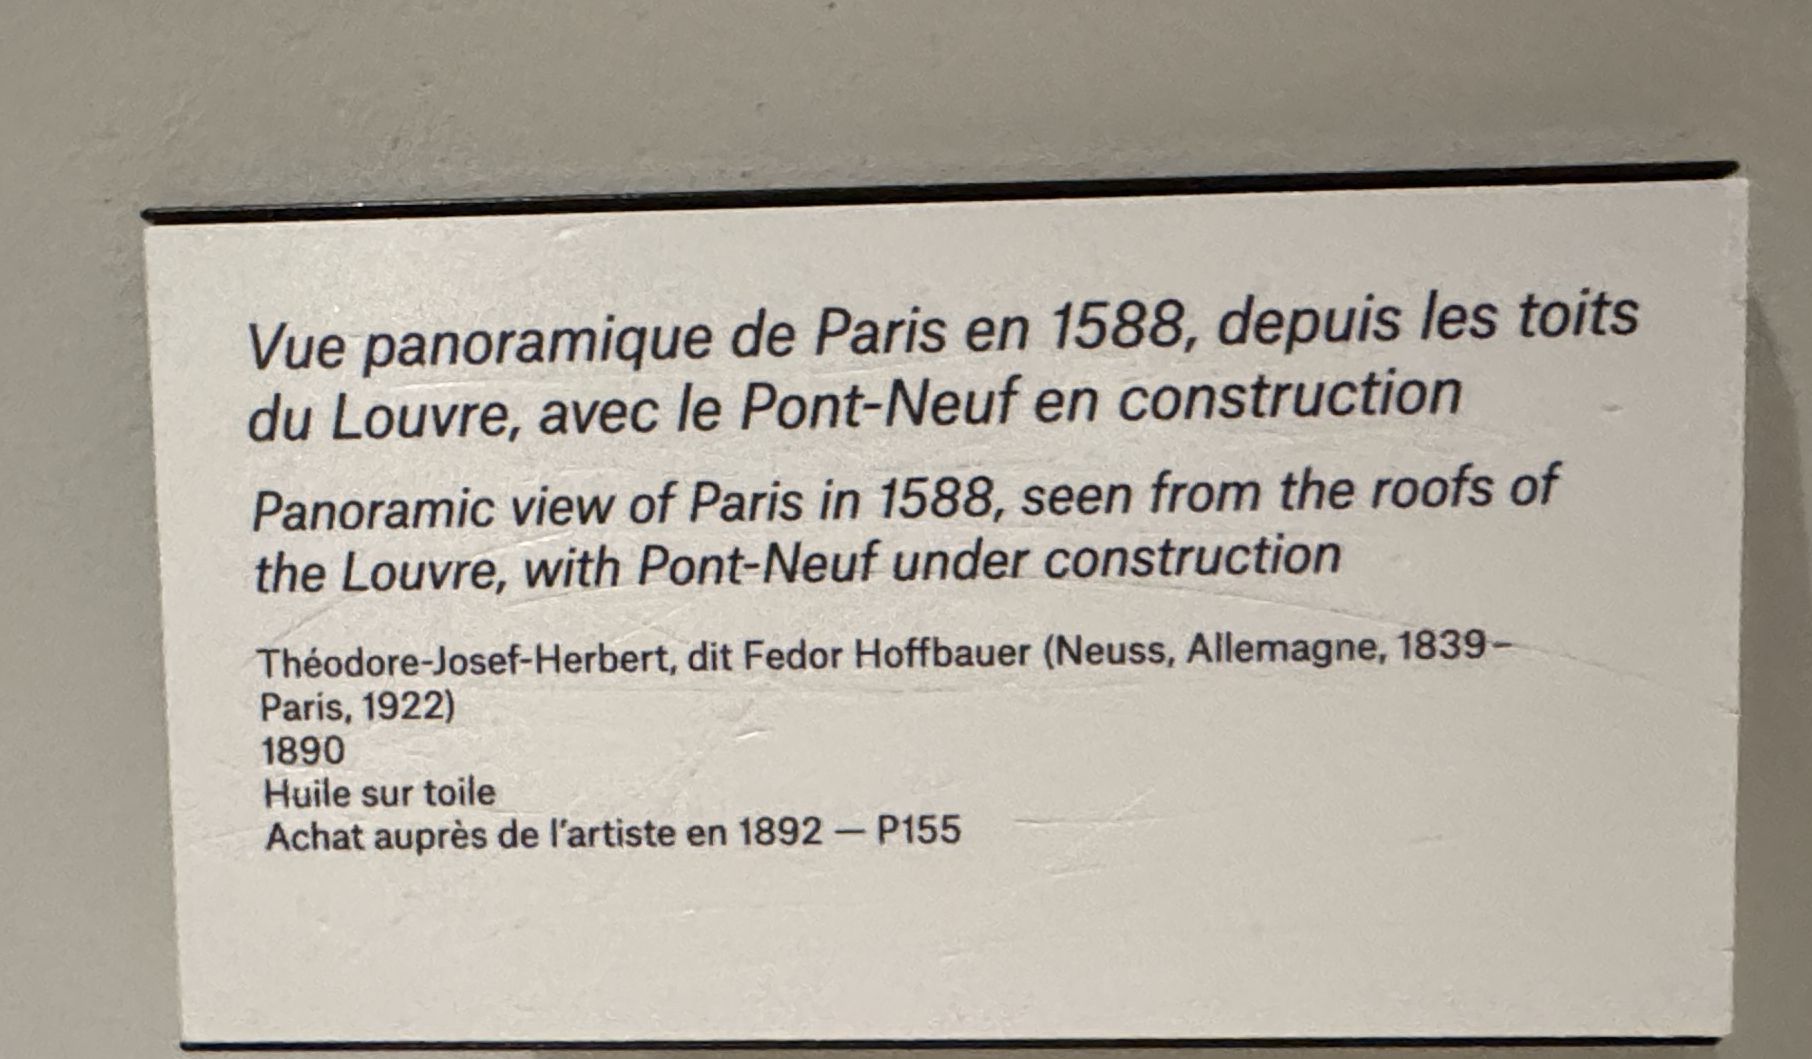 Vue panoramique de Paris en 1588, depuis les toits
du Louvre, avec le Pont-Neuf en construction
Panoramic view of Paris in 1588, seen from the roofs of
the Louvre, with Pont-Neuf under construction
Théodore-Josef-Herbert, dit Fedor Hoffbauer (Neuss, Allemagne, 1839–
Paris, 1922)
1890
Huile sur toile
Achat auprès de l'artiste en 1892 — P155